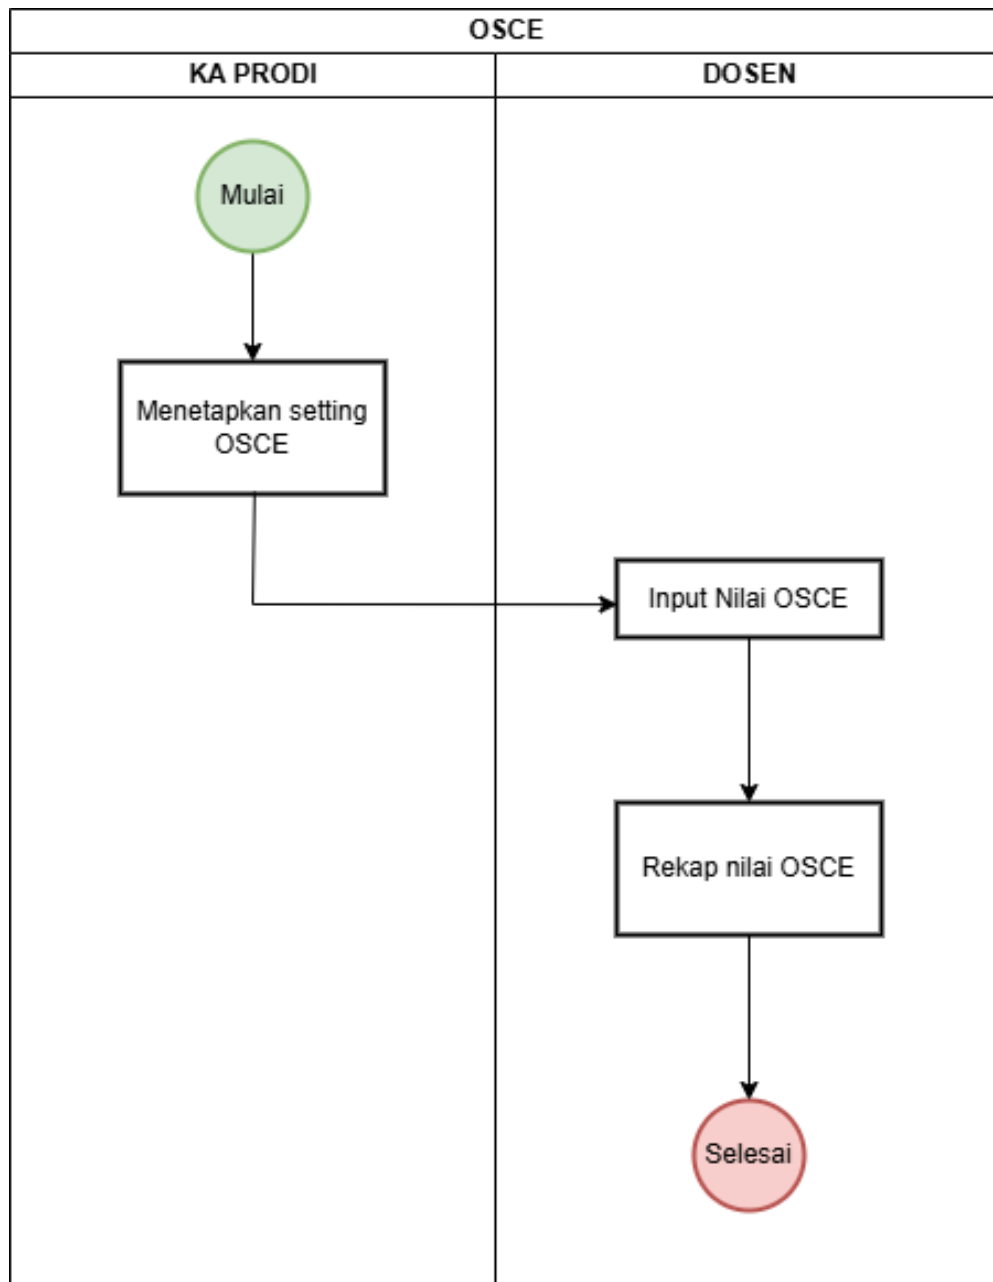 OSCE
KA PRODI
DOSEN
Mulai
Menetapkan setting
OSCE
Input Nilai OSCE
Rekap nilai OSCE
Selesai